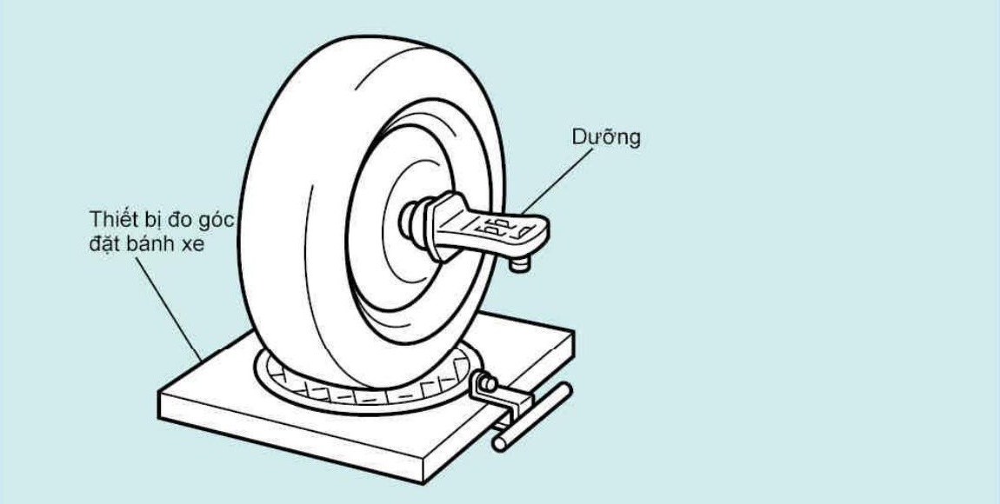 Dưỡng
Thiết bị đo góc
đặt bánh xe